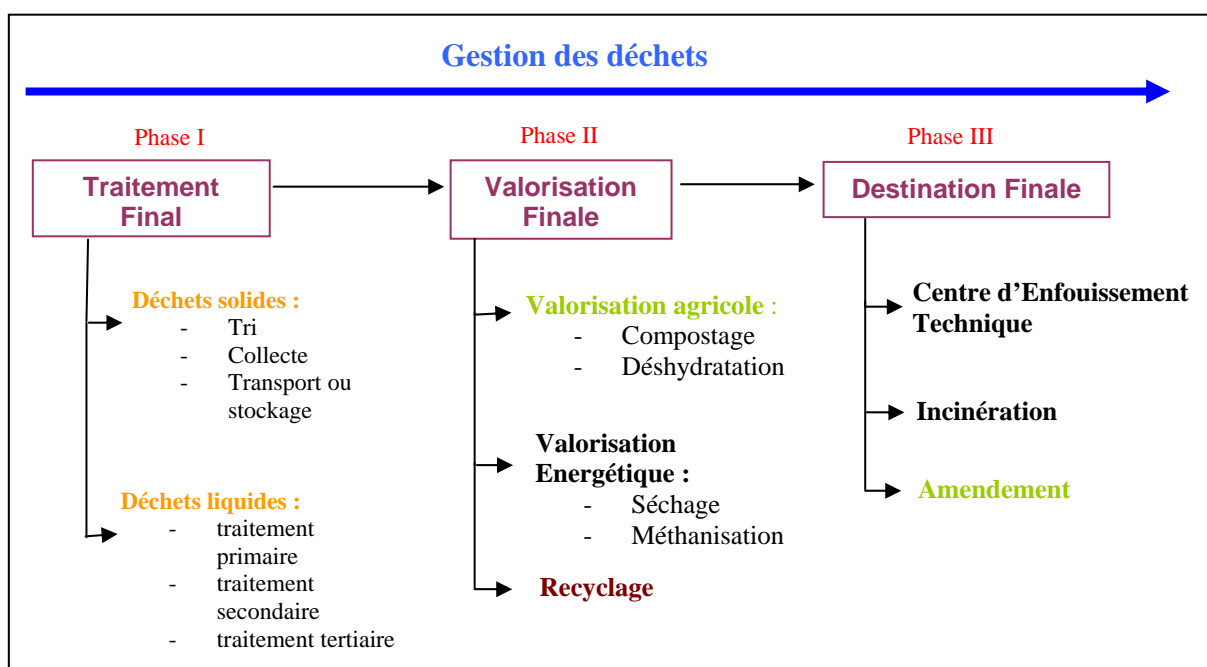 Gestion des déchets
Phase I
Phase II
Phase III
Traitement
Final
Valorisation
Finale
Destination Finale
Déchets solides :
- Tri
- Collecte
- Transport ou
stockage
Déchets liquides :
- traitement
primaire
- traitement
secondaire
- traitement tertiaire
Valorisation agricole :
- Compostage
- Déshydratation
Valorisation
Energétique :
- Séchage
- Méthanisation
Recyclage
Centre d’Enfouissement
Technique
Incinération
Amendement